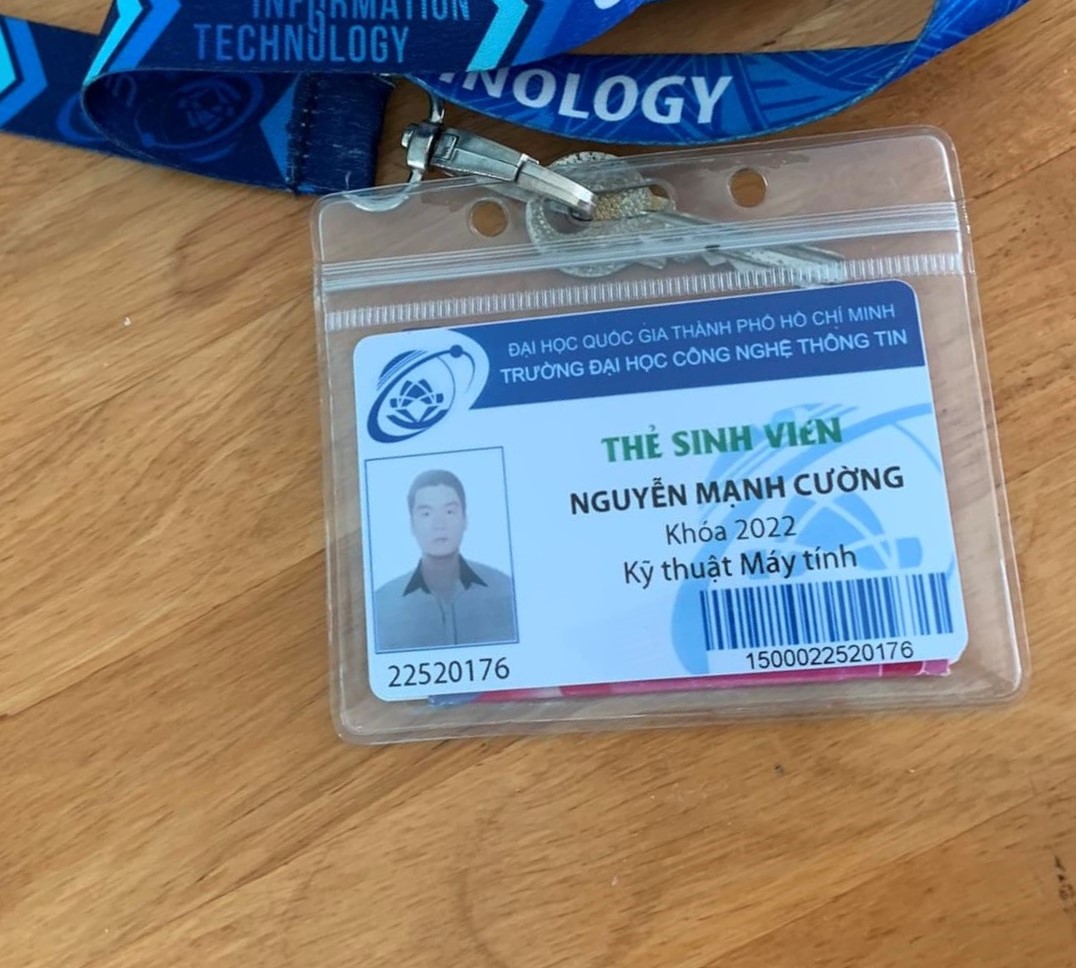 INFORMATION
TECHNOLOGY
NOLOGY
ĐẠI HỌC QUỐC GIA THÀNH PHỐ HỒ CHÍ MINH
TRƯỜNG ĐẠI HỌC CÔNG NGHỆ THÔNG TIN
THẺ SINH VIÊN
NGUYỄN MẠNH CƯỜNG
Khóa 2022
Kỹ thuật Máy tính
22520176
1500022520176